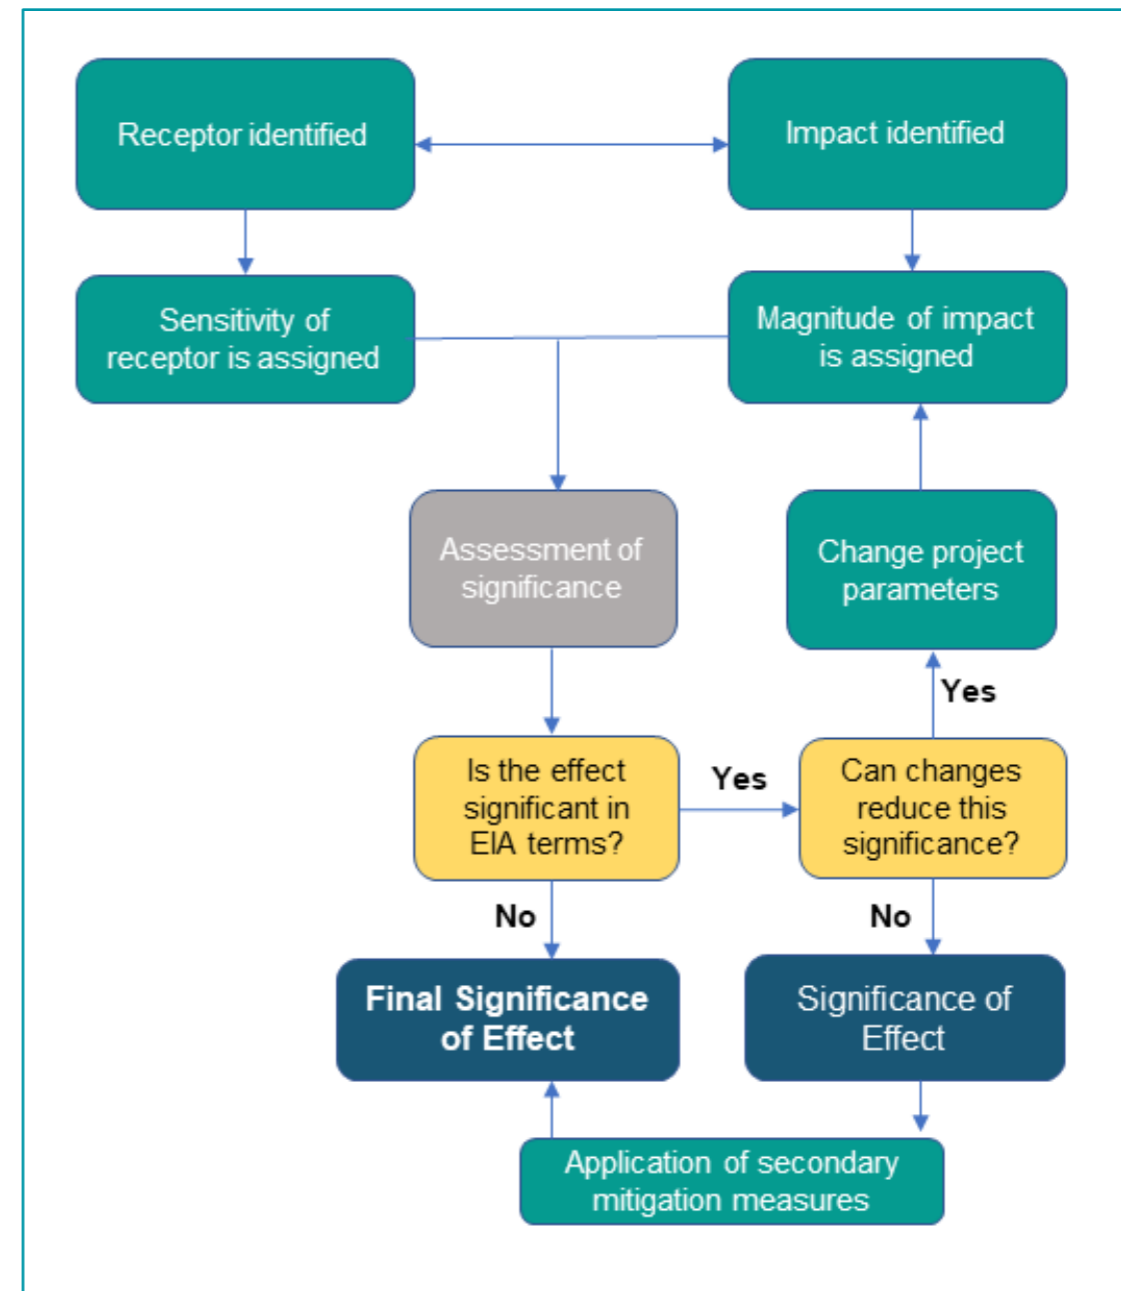 Receptor identified
Impact identified
Sensitivity of
receptor is assigned
Magnitude of impact
is assigned
Assessment of
significance
Change project
parameters
Yes
Is the effect
significant in
EIA terms?
Yes
Can changes
reduce this
significance?
No
No
Final Significance
of Effect
Significance of
Effect
Application of secondary
mitigation measures